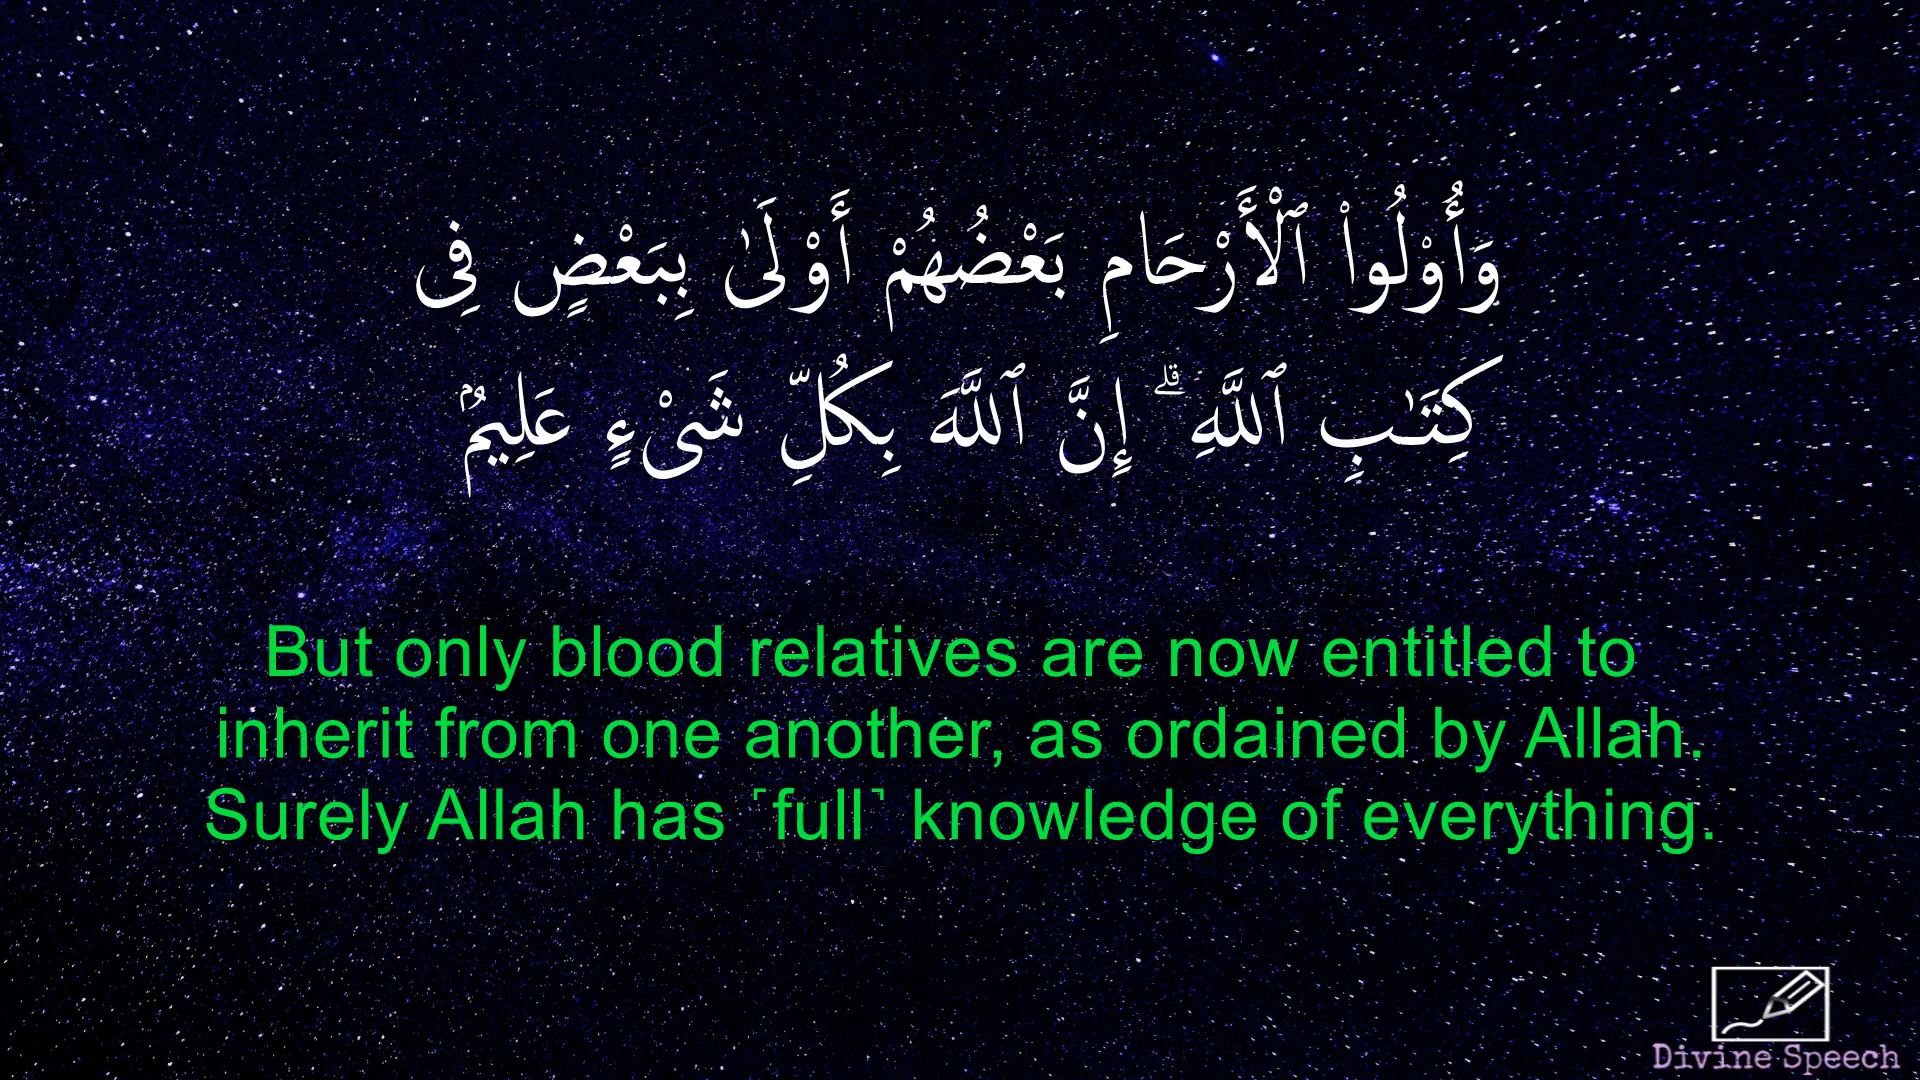 وَأُوْلُوا۟ ٱلْأَرْحَامِ بَعْضُهُمْ أَوْلَىٰ بِبَعْضٍ فِى
كِتَـٰبِ ٱللَّهِ ۗ إِنَّ ٱللَّهَ بِكُلِّ شَىْءٍ عَلِيمٌۢ
But only blood relatives are now entitled to
inherit from one another, as ordained by Allah.
Surely Allah has ˹full˺ knowledge of everything.
Divine Speech